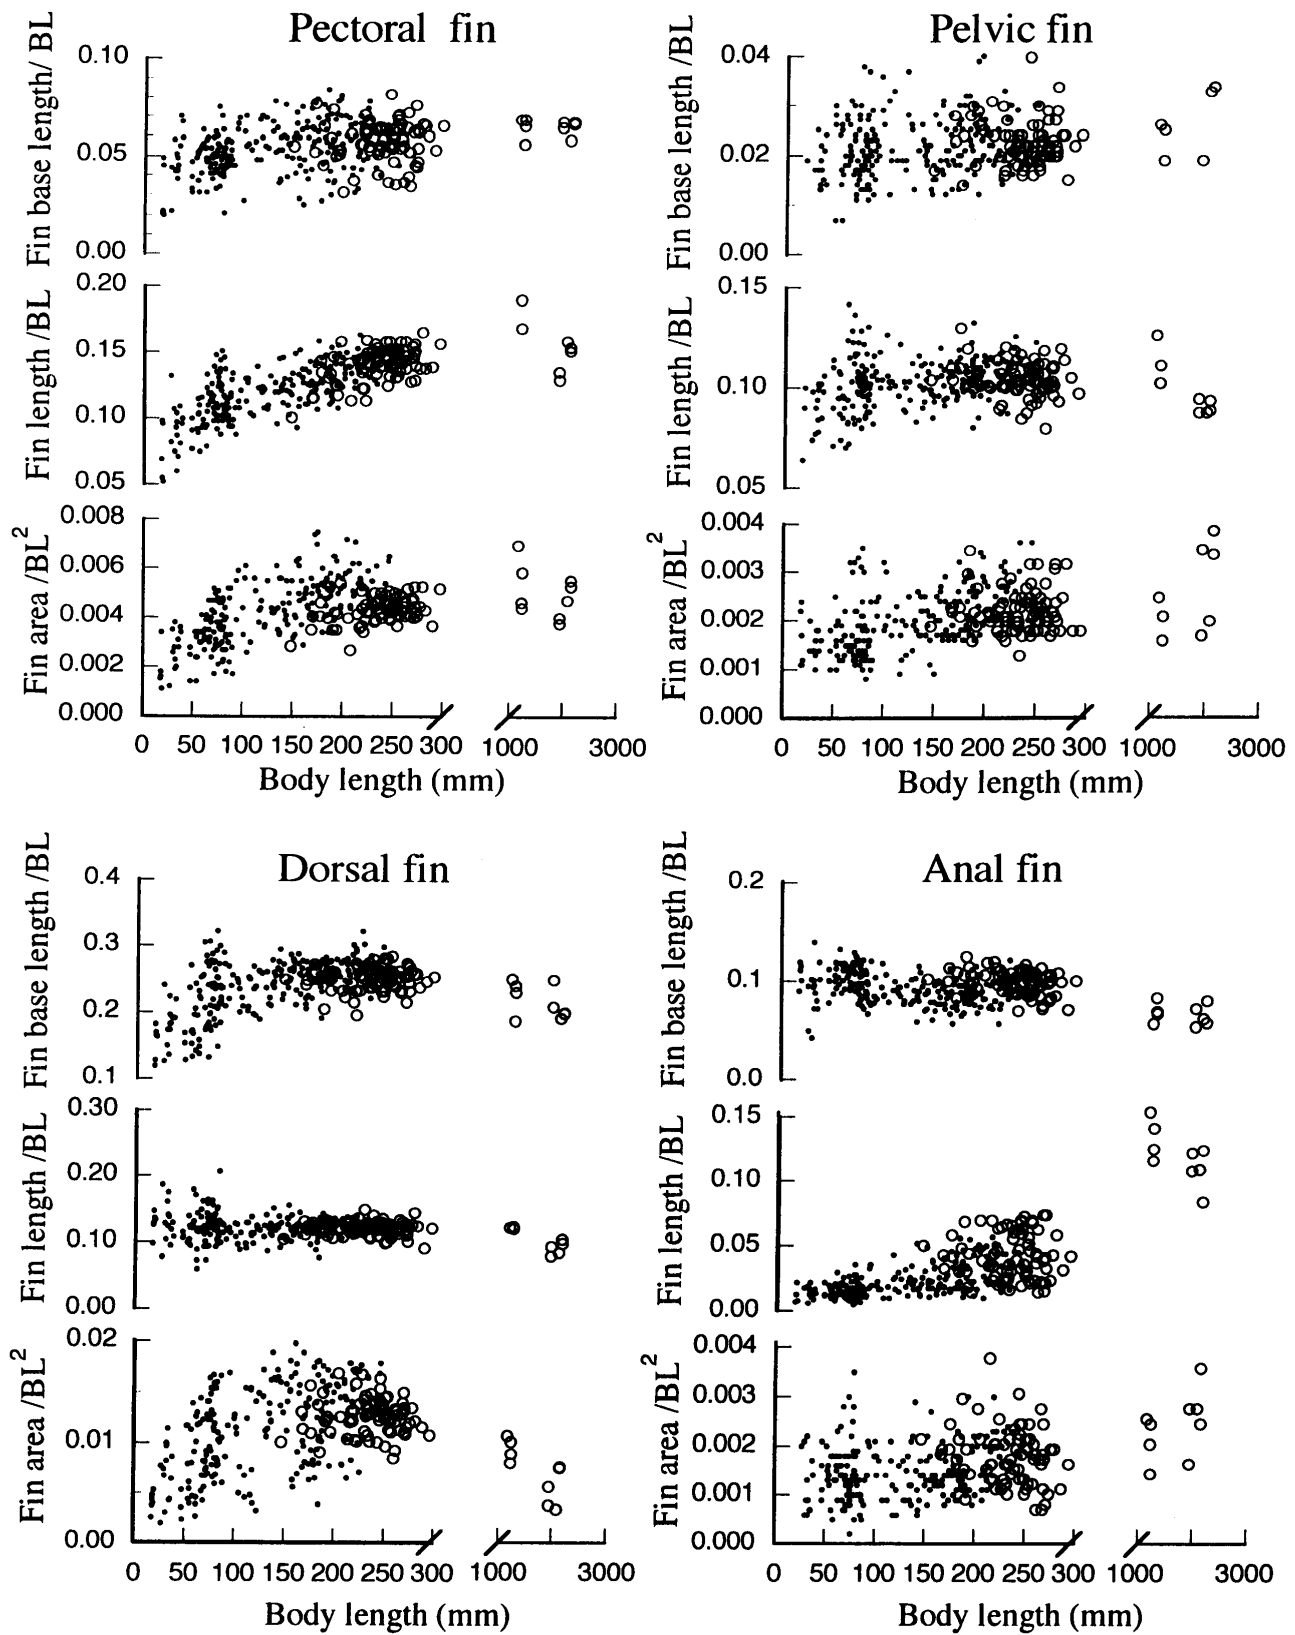 Pectoral fin
Fin base length/ BL
0.10
0.05
0.00
Fin length /BL
0.20
0.15
0.10
0.05
Fin area /BL2
0.008
0.006
0.004
0.002
0.000
0 50 100 150 200 250 300 1000 3000
Body length (mm)
Pelvic fin
Fin base length /BL
0.04
0.02
0.00
Fin length /BL
0.15
0.10
0.05
Fin area /BL2
0.004
0.003
0.002
0.001
0.000
0 50 100 150 200 250 300 1000 3000
Body length (mm)
Dorsal fin
Fin base length /BL
0.4
0.3
0.2
0.1
Fin length /BL
0.30
0.20
0.10
0.00
Fin area /BL2
0.02
0.01
0.00
0 50 100 150 200 250 300 1000 3000
Body length (mm)
Anal fin
Fin base length /BL
0.2
0.1
0.0
Fin length /BL
0.15
0.10
0.05
0.00
Fin area /BL2
0.004
0.003
0.002
0.001
0.000
0 50 100 150 200 250 300 1000 3000
Body length (mm)